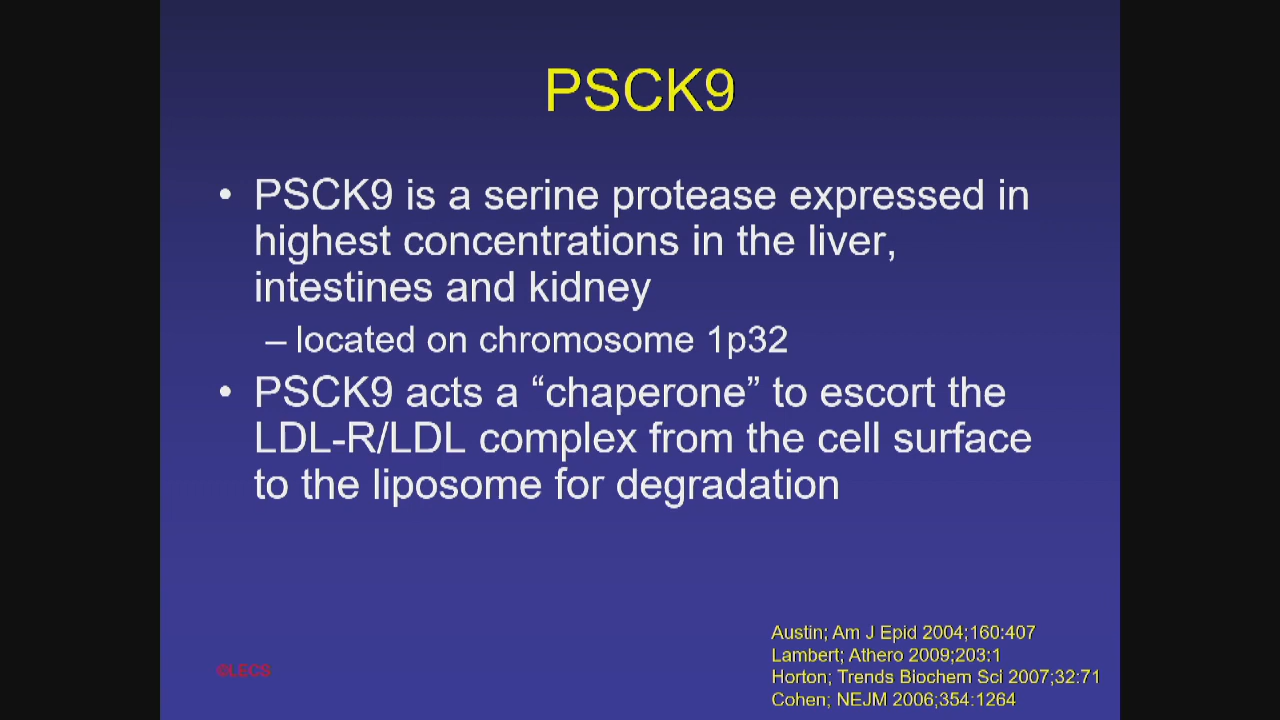 PSCK9
• PSCK9 is a serine protease expressed in
highest concentrations in the liver,
intestines and kidney
– located on chromosome 1p32
• PSCK9 acts a “chaperone” to escort the
LDL-R/LDL complex from the cell surface
to the liposome for degradation
Austin; Am J Epid 2004;160:407
Lambert; Athero 2009;203:1
Horton; Trends Biochem Sci 2007;32:71
Cohen; NEJM 2006;354:1264
©LECS